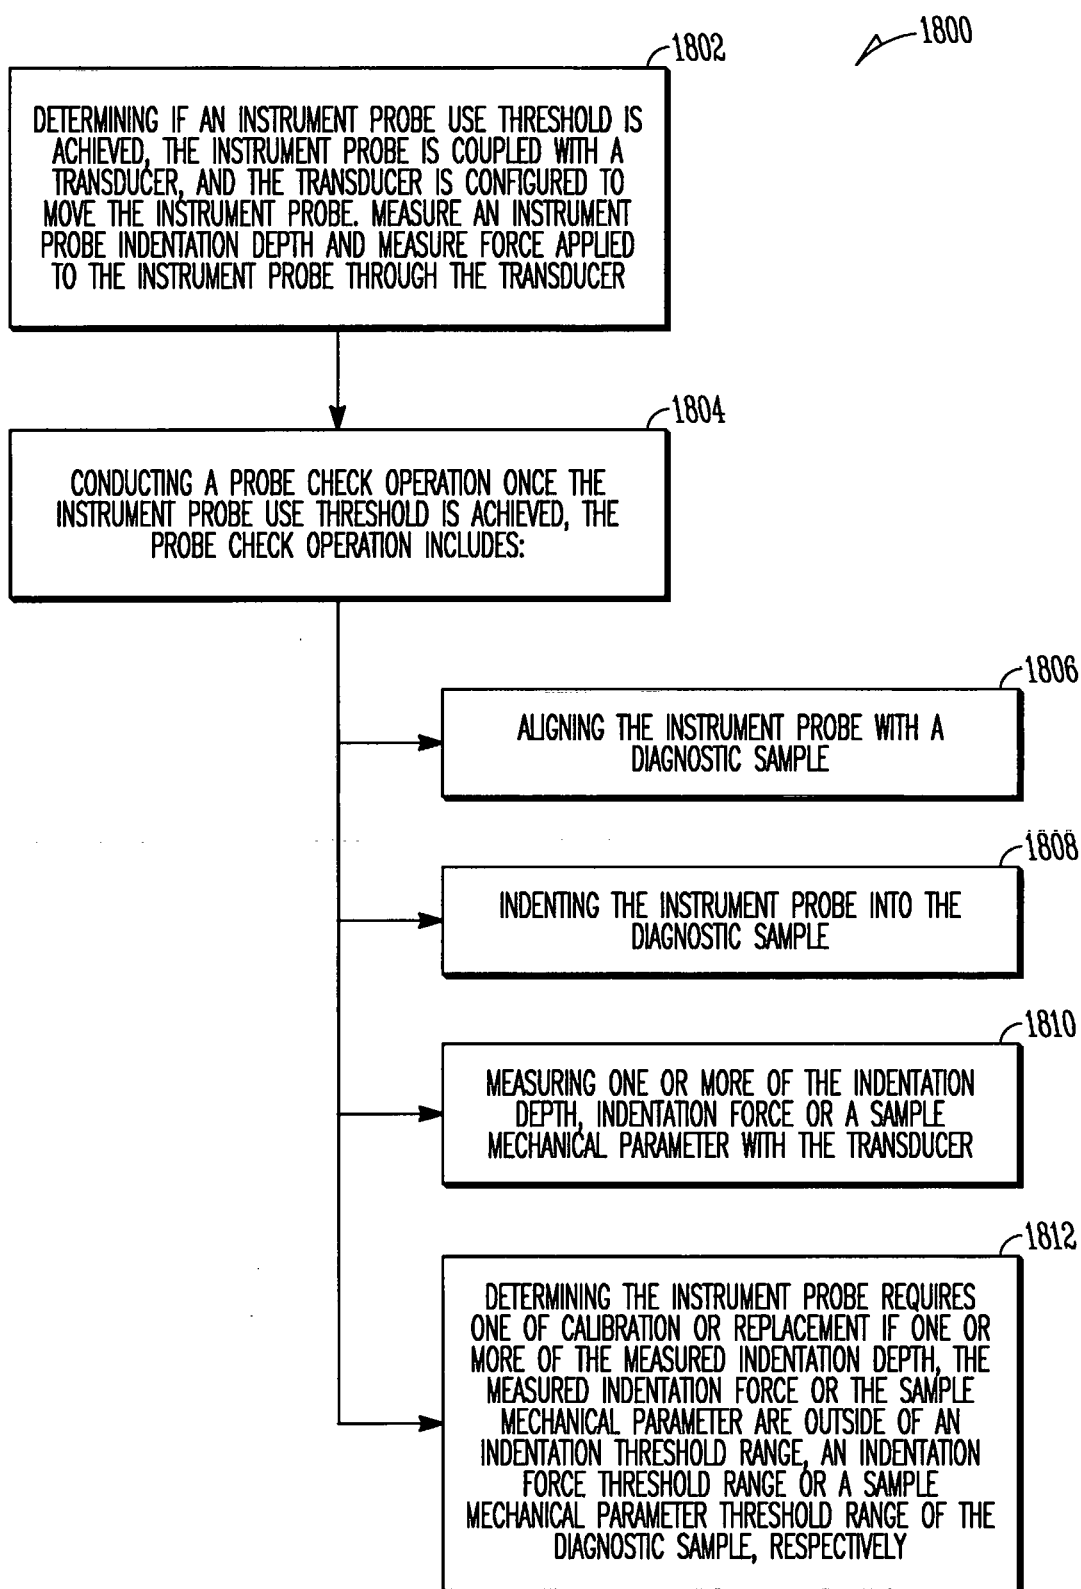 1800
1802
DETERMINING IF AN INSTRUMENT PROBE USE THRESHOLD IS
ACHIEVED, THE INSTRUMENT PROBE IS COUPLED WITH A
TRANSDUCER, AND THE TRANSDUCER IS CONFIGURED TO
MOVE THE INSTRUMENT PROBE. MEASURE AN INSTRUMENT
PROBE INDENTATION DEPTH AND MEASURE FORCE APPLIED
TO THE INSTRUMENT PROBE THROUGH THE TRANSDUCER
1804
CONDUCTING A PROBE CHECK OPERATION ONCE THE
INSTRUMENT PROBE USE THRESHOLD IS ACHIEVED, THE
PROBE CHECK OPERATION INCLUDES:
1806
ALIGNING THE INSTRUMENT PROBE WITH A
DIAGNOSTIC SAMPLE
1808
INDENTING THE INSTRUMENT PROBE INTO THE
DIAGNOSTIC SAMPLE
1810
MEASURING ONE OR MORE OF THE INDENTATION
DEPTH, INDENTATION FORCE OR A SAMPLE
MECHANICAL PARAMETER WITH THE TRANSDUCER
1812
DETERMINING THE INSTRUMENT PROBE REQUIRES
ONE OF CALIBRATION OR REPLACEMENT IF ONE OR
MORE OF THE MEASURED INDENTATION DEPTH, THE
MEASURED INDENTATION FORCE OR THE SAMPLE
MECHANICAL PARAMETER ARE OUTSIDE OF AN
INDENTATION THRESHOLD RANGE, AN INDENTATION
FORCE THRESHOLD RANGE OR A SAMPLE
MECHANICAL PARAMETER THRESHOLD RANGE OF THE
DIAGNOSTIC SAMPLE, RESPECTIVELY